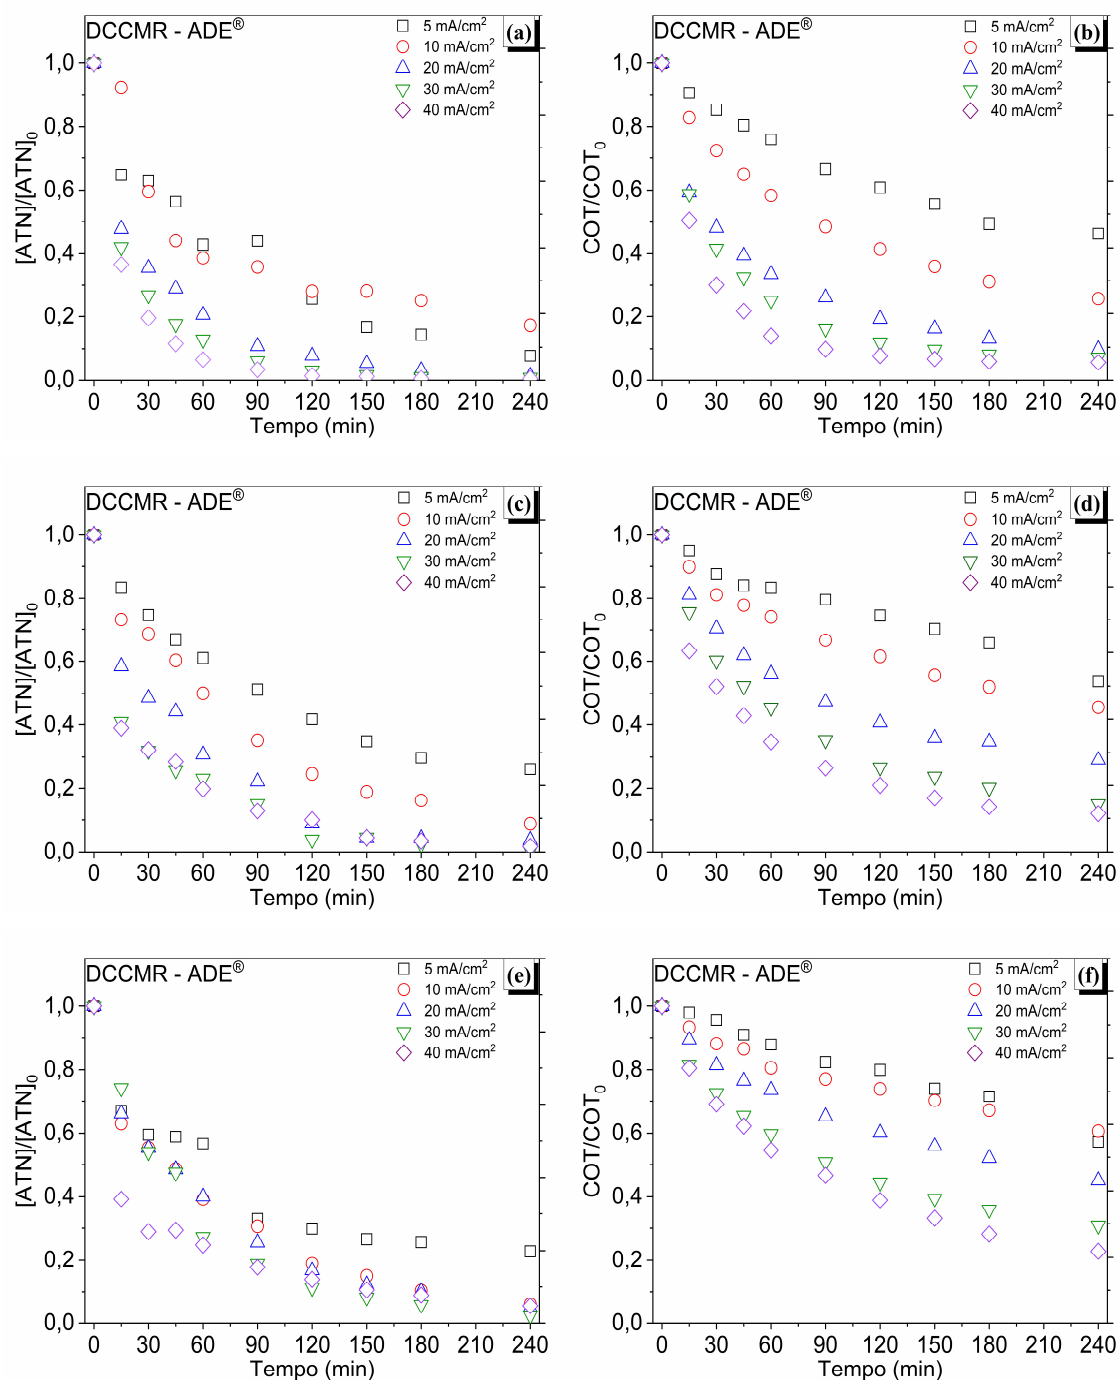 DCCMR - ADE®
(a)
5 mA/cm²
10 mA/cm²
20 mA/cm²
30 mA/cm²
40 mA/cm²
[ATN]/[ATN]₀
1,0
0,8
0,6
0,4
0,2
0,0
0 30 60 90 120 150 180 210 240
Tempo (min)
DCCMR - ADE®
(b)
5 mA/cm²
10 mA/cm²
20 mA/cm²
30 mA/cm²
40 mA/cm²
COT/COT₀
1,0
0,8
0,6
0,4
0,2
0,0
0 30 60 90 120 150 180 210 240
Tempo (min)
DCCMR - ADE®
(c)
5 mA/cm²
10 mA/cm²
20 mA/cm²
30 mA/cm²
40 mA/cm²
[ATN]/[ATN]₀
1,0
0,8
0,6
0,4
0,2
0,0
0 30 60 90 120 150 180 210 240
Tempo (min)
DCCMR - ADE®
(d)
5 mA/cm²
10 mA/cm²
20 mA/cm²
30 mA/cm²
40 mA/cm²
COT/COT₀
1,0
0,8
0,6
0,4
0,2
0,0
0 30 60 90 120 150 180 210 240
Tempo (min)
DCCMR - ADE®
(e)
5 mA/cm²
10 mA/cm²
20 mA/cm²
30 mA/cm²
40 mA/cm²
[ATN]/[ATN]₀
1,0
0,8
0,6
0,4
0,2
0,0
0 30 60 90 120 150 180 210 240
Tempo (min)
DCCMR - ADE®
(f)
5 mA/cm²
10 mA/cm²
20 mA/cm²
30 mA/cm²
40 mA/cm²
COT/COT₀
1,0
0,8
0,6
0,4
0,2
0,0
0 30 60 90 120 150 180 210 240
Tempo (min)